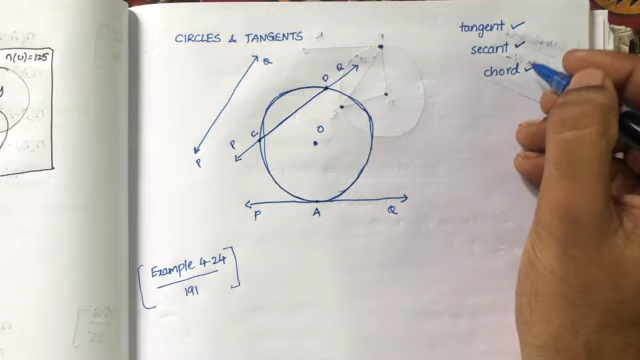 n(U)=125
y
CIRCLES & TANGENTS
tangent ✓
secant ✓
chord ✓
Q
Q
D
P
C
O
P
P
A
Q
[Example 4.24
191]